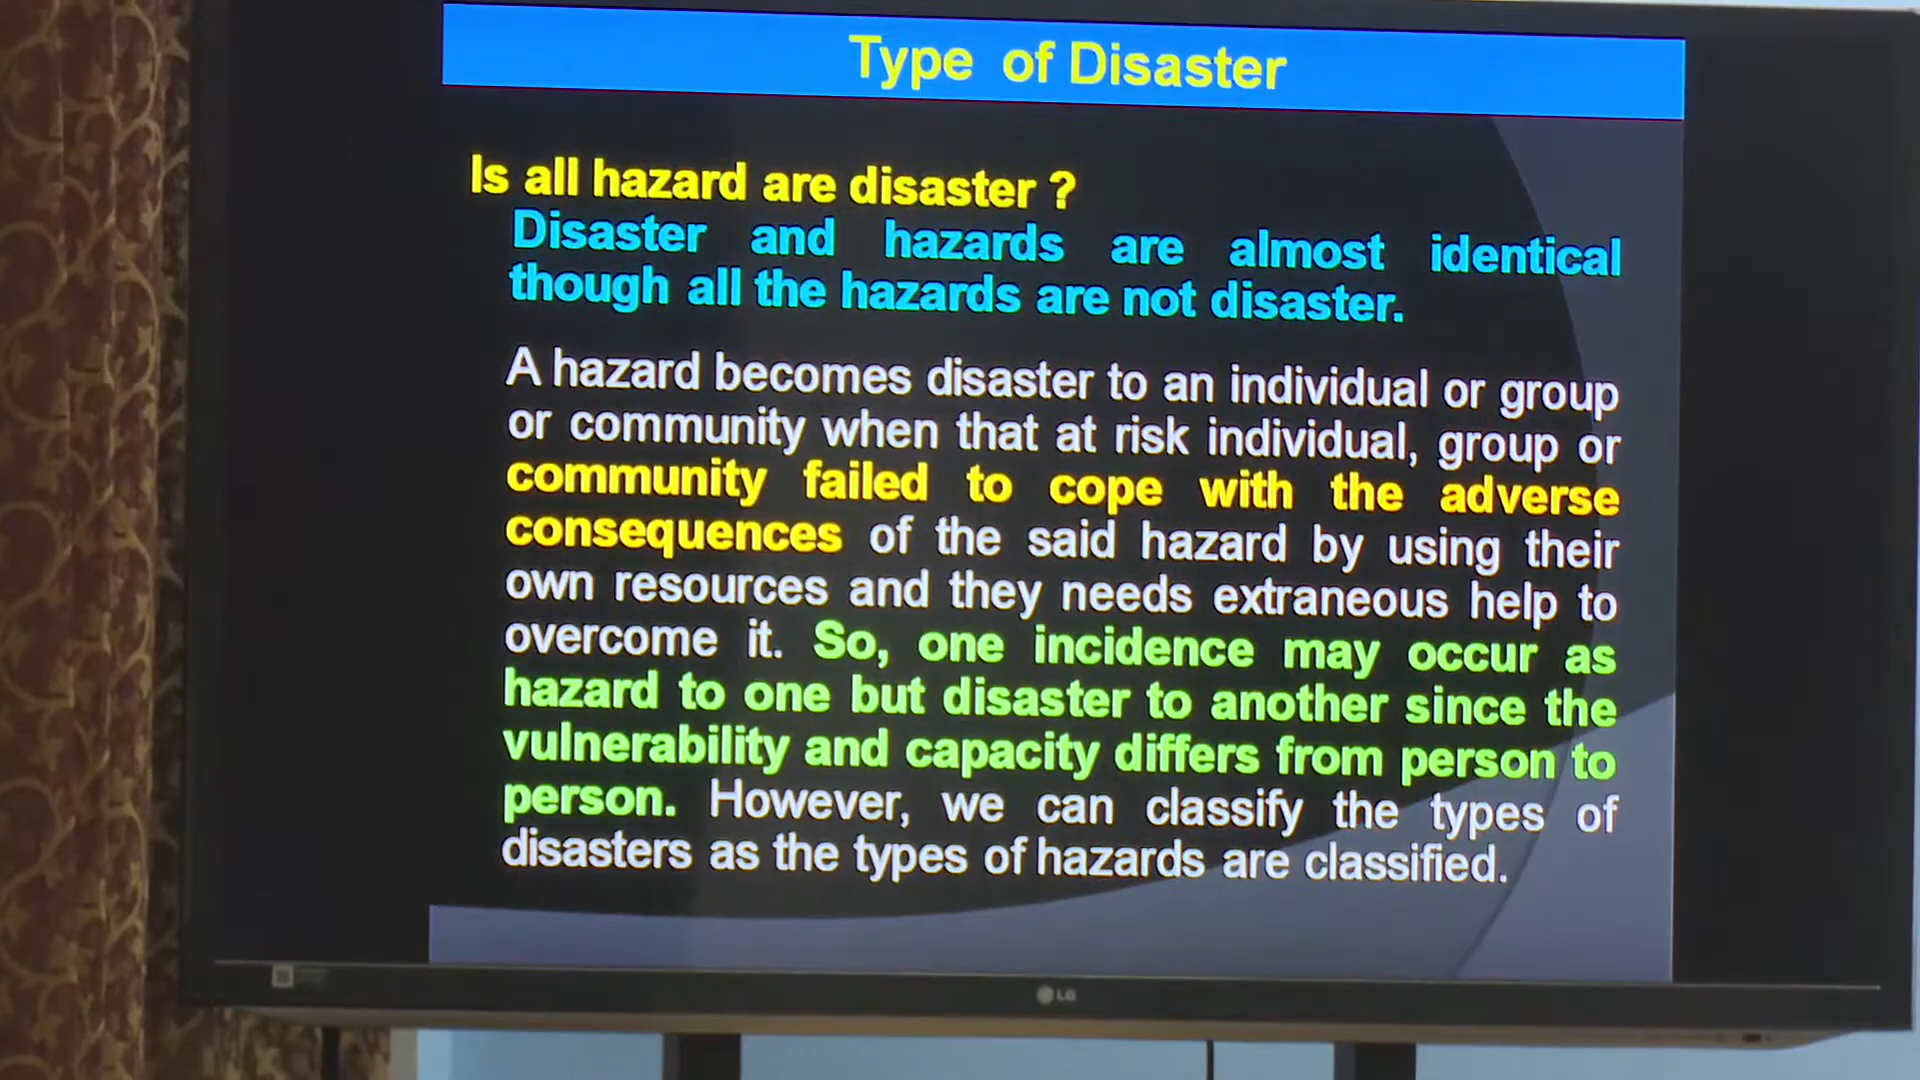 Type of Disaster
Is all hazard are disaster ?
Disaster and hazards are almost identical
though all the hazards are not disaster.
A hazard becomes disaster to an individual or group
or community when that at risk individual, group or
community failed to cope with the adverse
consequences of the said hazard by using their
own resources and they needs extraneous help to
overcome it. So, one incidence may occur as
hazard to one but disaster to another since the
vulnerability and capacity differs from person to
person. However, we can classify the types of
disasters as the types of hazards are classified.
LG